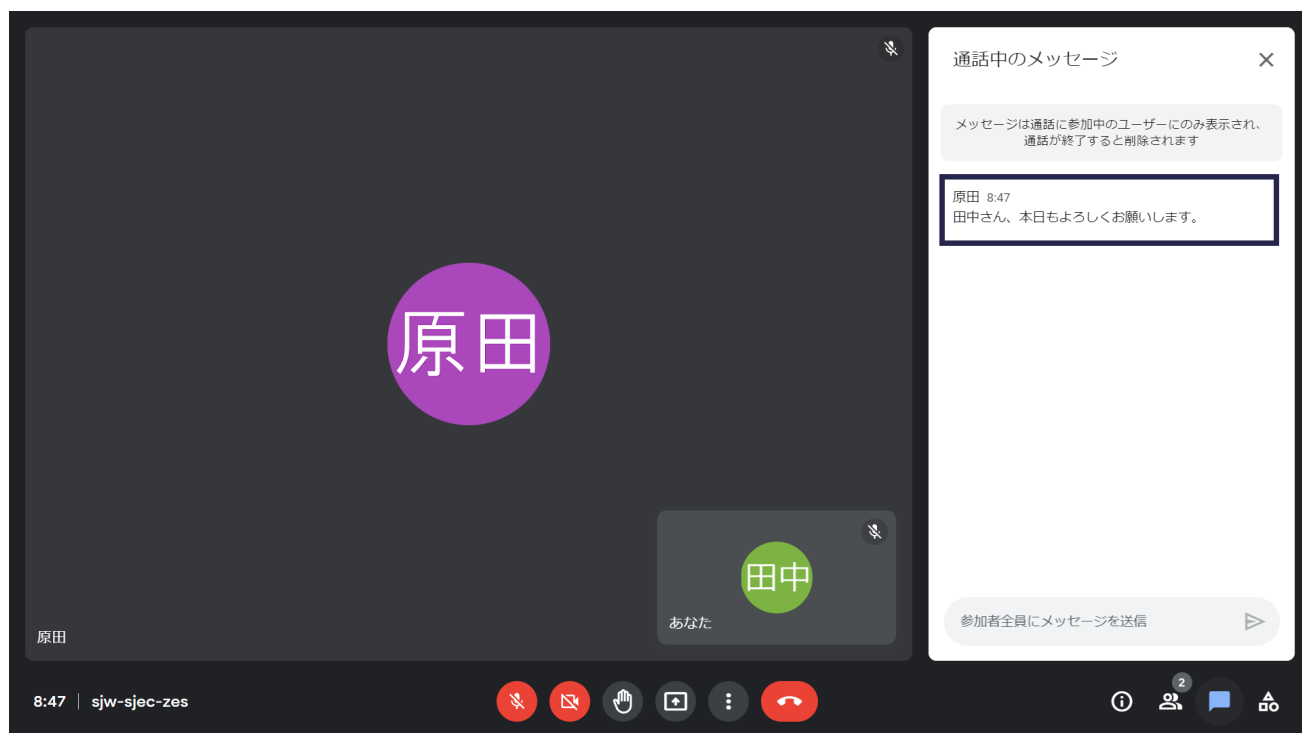 原田
原田
田中
あなた
通話中のメッセージ
メッセージは通話に参加中のユーザーにのみ表示され、
通話が終了すると削除されます
原田 8:47
田中さん、本日もよろしくお願いします。
参加者全員にメッセージを送信
8:47 | sjw-sjec-zes
2